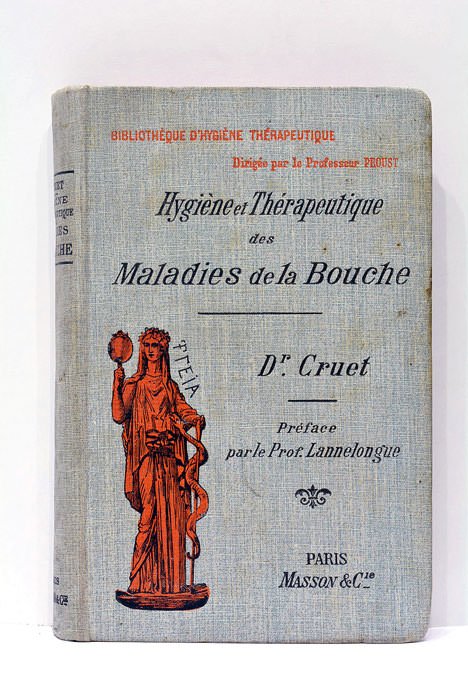 BIBLIOTHÈQUE D'HYGIÈNE THÉRAPEUTIQUE
Dirigée par le Professeur PROUST
Hygiène et Thérapeutique
des
Maladies de la Bouche
ΥΓΕΙΑ
Dr. Cruet
Préface
par le Prof. Lannelongue
PARIS
MASSON & Cie